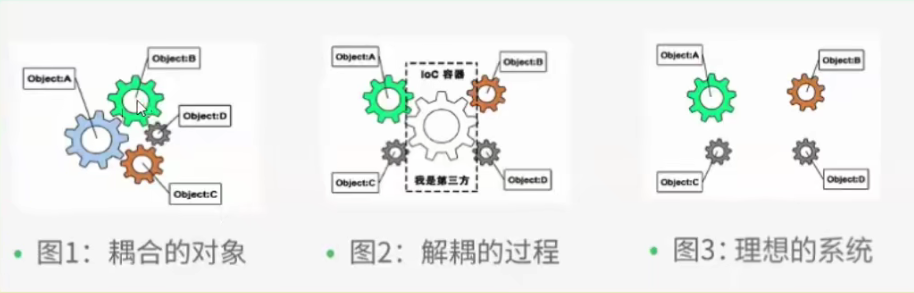 Object:A
Object:B
Object:D
Object:C
• 图1：耦合的对象
Object:A
IoC 容器
Object:B
Object:C
我是第三方
Object:D
• 图2：解耦的过程
Object:A
Object:B
Object:C
Object:D
• 图3：理想的系统